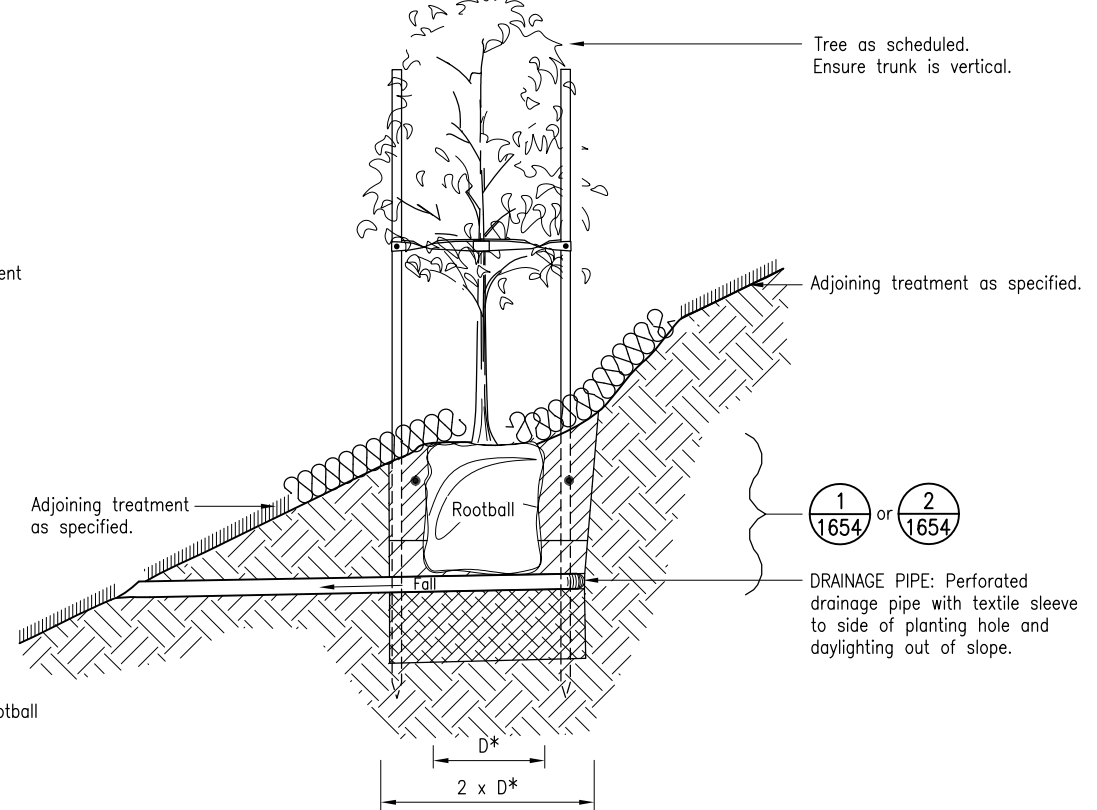 Tree as scheduled.
Ensure trunk is vertical.
Adjoining treatment as specified.
Adjoining treatment
as specified.
Rootball
1
1654
or
2
1654
Fall
DRAINAGE PIPE: Perforated
drainage pipe with textile sleeve
to side of planting hole and
daylighting out of slope.
D*
2 x D*